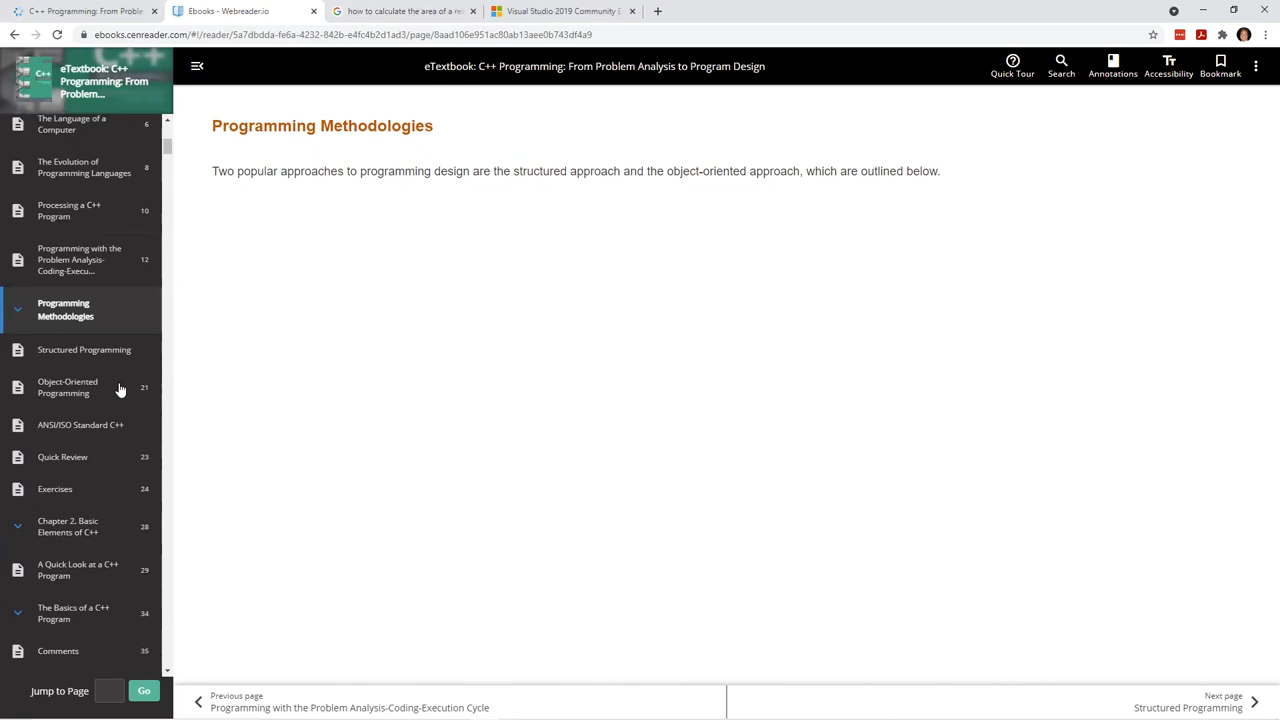 C++ Programming: From Problem
Ebooks - Webreader.io
how to calculate the area of a rec
Visual Studio 2019 Community E
ebooks.cenreader.com/#!/reader/5a7dbdda-fe6a-4232-842b-e4fc4b2d1ad3/page/8aad106e951ac80ab13aee0b743df4a9
C++
eTextbook: C++
Programming: From
Problem...
eTextbook: C++ Programming: From Problem Analysis to Program Design
Quick Tour
Search
Tт
Annotations
Accessibility
Bookmark
The Language of a
Computer
6
The Evolution of
Programming Languages
8
Processing a C++
Program
10
Programming with the
Problem Analysis-
Coding-Execu...
12
Programming
Methodologies
Structured Programming
Object-Oriented
Programming
21
ANSI/ISO Standard C++
Quick Review
23
Exercises
24
Chapter 2. Basic
Elements of C++
28
A Quick Look at a C++
Program
29
The Basics of a C++
Program
34
Comments
35
Jump to Page
Go
Programming Methodologies
Two popular approaches to programming design are the structured approach and the object-oriented approach, which are outlined below.
Previous page
Programming with the Problem Analysis-Coding-Execution Cycle
Next page
Structured Programming